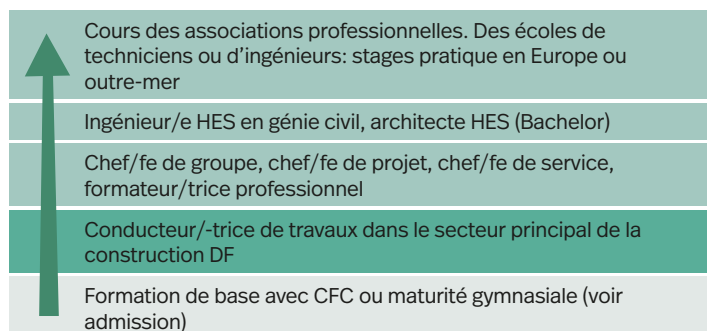 Cours des associations professionnelles. Des écoles de
techniciens ou d’ingénieurs: stages pratique en Europe ou
outre-mer
Ingénieur/e HES en génie civil, architecte HES (Bachelor)
Chef/fe de groupe, chef/fe de projet, chef/fe de service,
formateur/trice professionnel
Conducteur/-trice de travaux dans le secteur principal de la
construction DF
Formation de base avec CFC ou maturité gymnasiale (voir
admission)